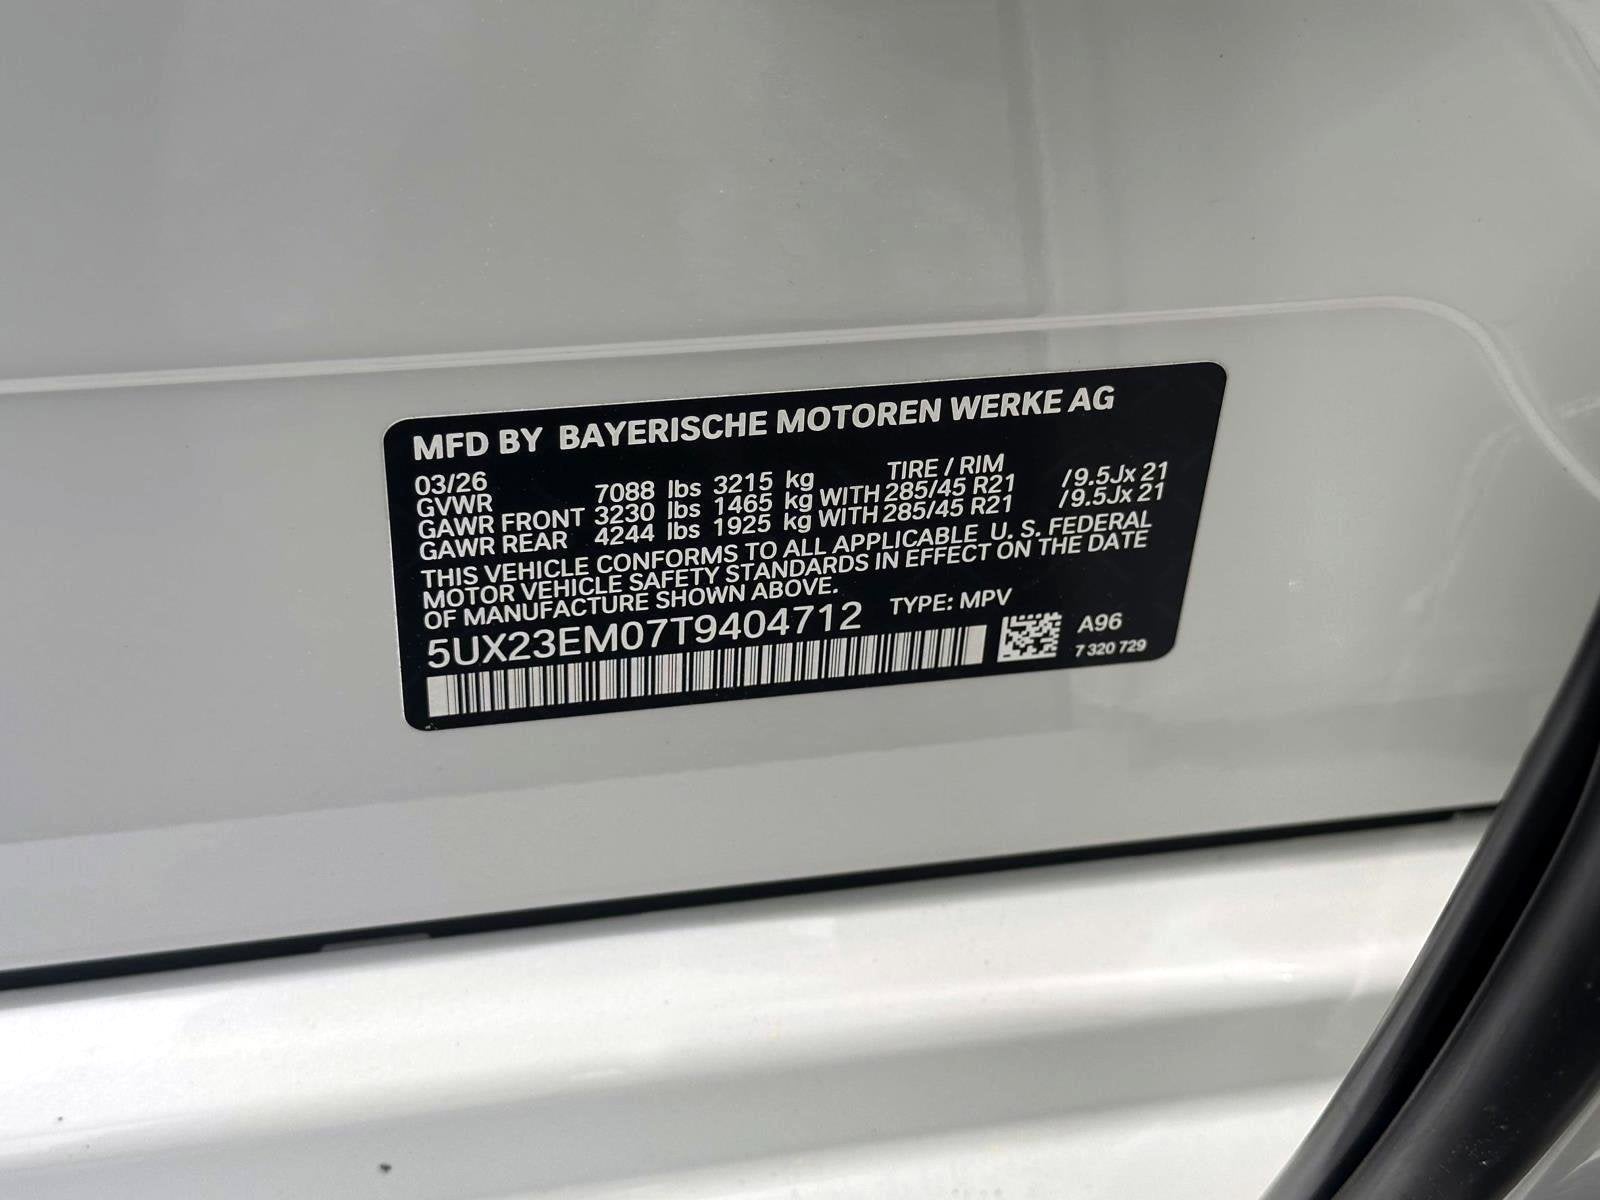 MFD BY BAYERISCHE MOTOREN WERKE AG
03/26 TIRE / RIM
GVWR 7088 lbs 3215 kg
GAWR FRONT 3230 lbs 1465 kg WITH 285/45 R21 /9.5Jx 21
GAWR REAR 4244 lbs 1925 kg WITH 285/45 R21 /9.5Jx 21
THIS VEHICLE CONFORMS TO ALL APPLICABLE U. S. FEDERAL
MOTOR VEHICLE SAFETY STANDARDS IN EFFECT ON THE DATE
OF MANUFACTURE SHOWN ABOVE.
5UX23EM07T9404712 TYPE: MPV
A96
7 320 729